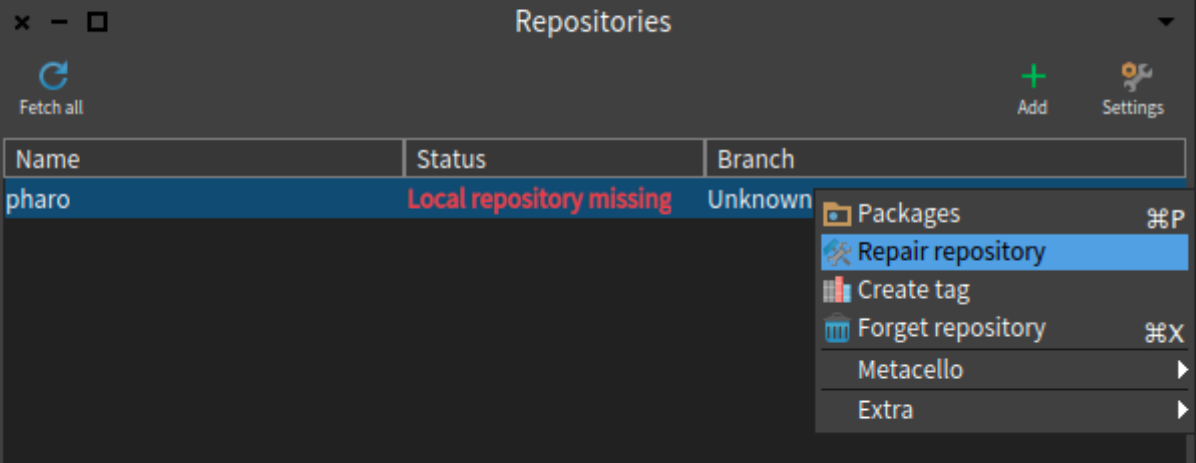 Repositories
Fetch all
Add
Settings
Name Status Branch
pharo Local repository missing Unknown
Packages ⌘P
Repair repository
Create tag
Forget repository ⌘X
Metacello
Extra